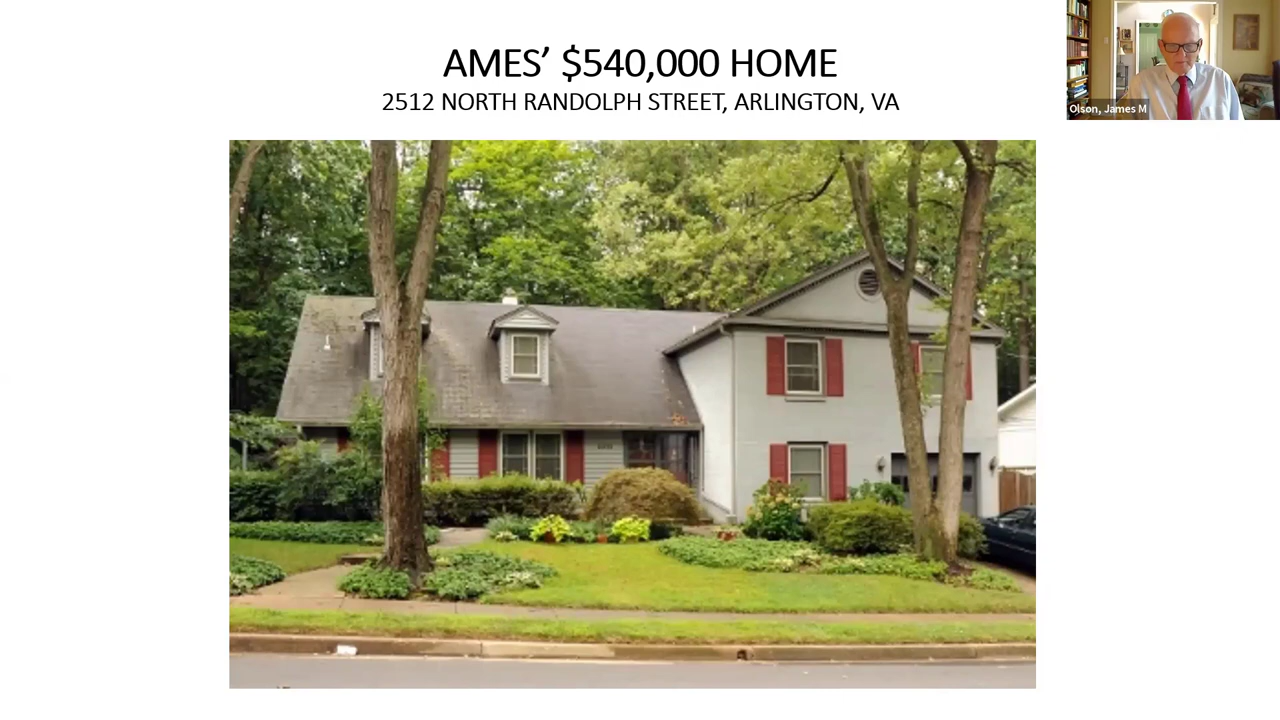 AMES’ $540,000 HOME
2512 NORTH RANDOLPH STREET, ARLINGTON, VA
Olson, James M